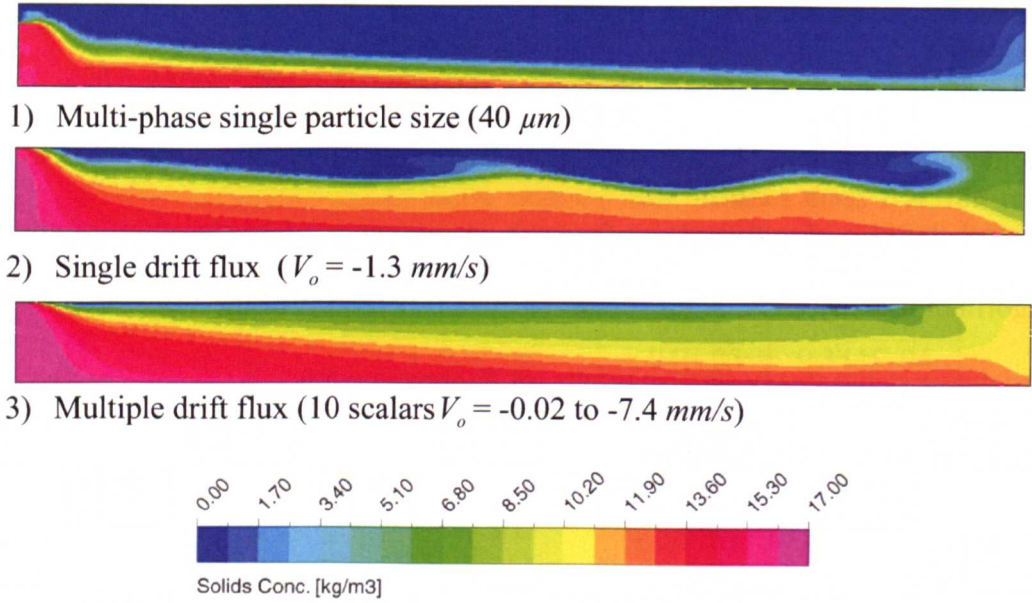 1) Multi-phase single particle size (40 μm)
2) Single drift flux (Vo = -1.3 mm/s)
3) Multiple drift flux (10 scalars Vo = -0.02 to -7.4 mm/s)
0.00 1.70 3.40 5.10 6.80 8.50 10.20 11.90 13.60 15.30 17.00
Solids Conc. [kg/m3]